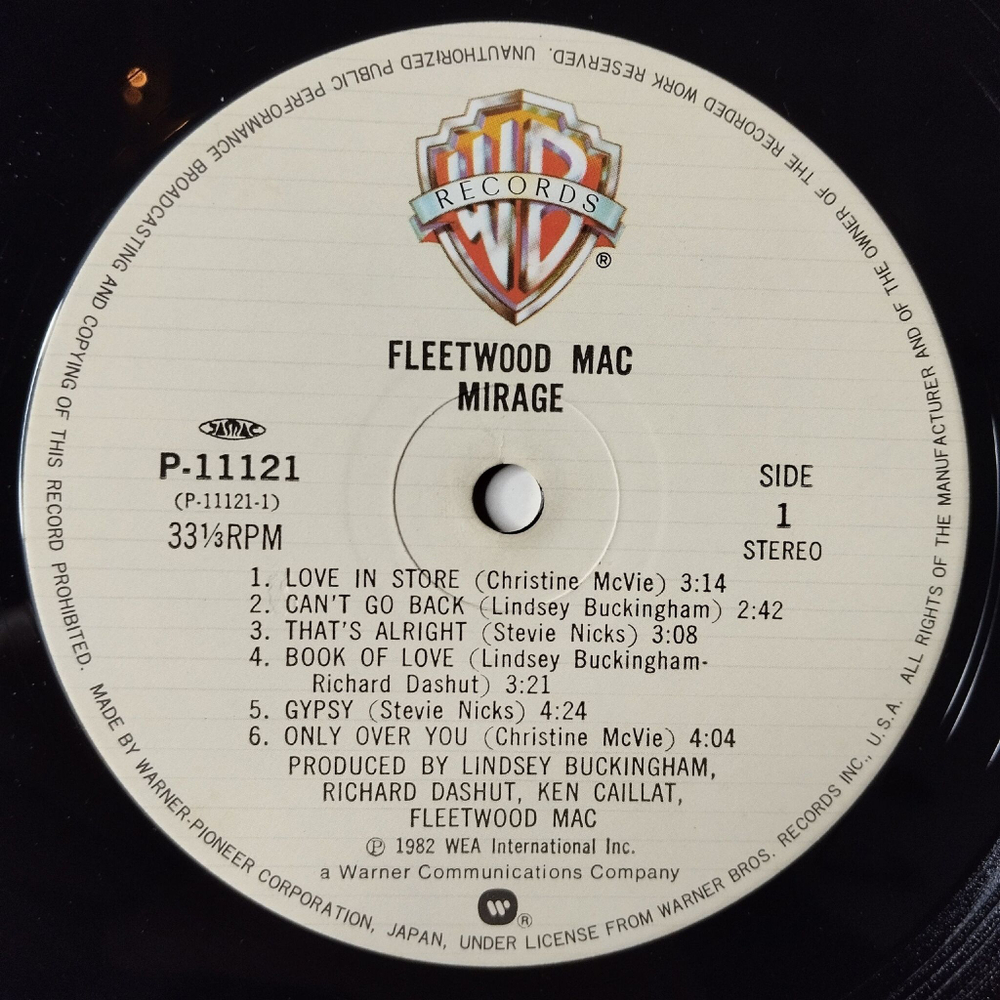 WB
RECORDS
®
FLEETWOOD MAC
MIRAGE
JASRAC
P-11121
(P-11121-1)
33⅓RPM
SIDE
1
STEREO
1. LOVE IN STORE (Christine McVie) 3:14
2. CAN'T GO BACK (Lindsey Buckingham) 2:42
3. THAT'S ALRIGHT (Stevie Nicks) 3:08
4. BOOK OF LOVE (Lindsey Buckingham-
Richard Dashut) 3:21
5. GYPSY (Stevie Nicks) 4:24
6. ONLY OVER YOU (Christine McVie) 4:04
PRODUCED BY LINDSEY BUCKINGHAM,
RICHARD DASHUT, KEN CAILLAT,
FLEETWOOD MAC
℗ 1982 WEA International Inc.
a Warner Communications Company
®
MADE BY WARNER-PIONEER CORPORATION, JAPAN, UNDER LICENSE FROM WARNER BROS. RECORDS INC., U.S.A. ALL RIGHTS OF THE MANUFACTURER AND OF THE OWNER OF THE RECORDED WORK RESERVED. UNAUTHORIZED PUBLIC PERFORMANCE BROADCASTING AND COPYING OF THIS RECORD PROHIBITED.